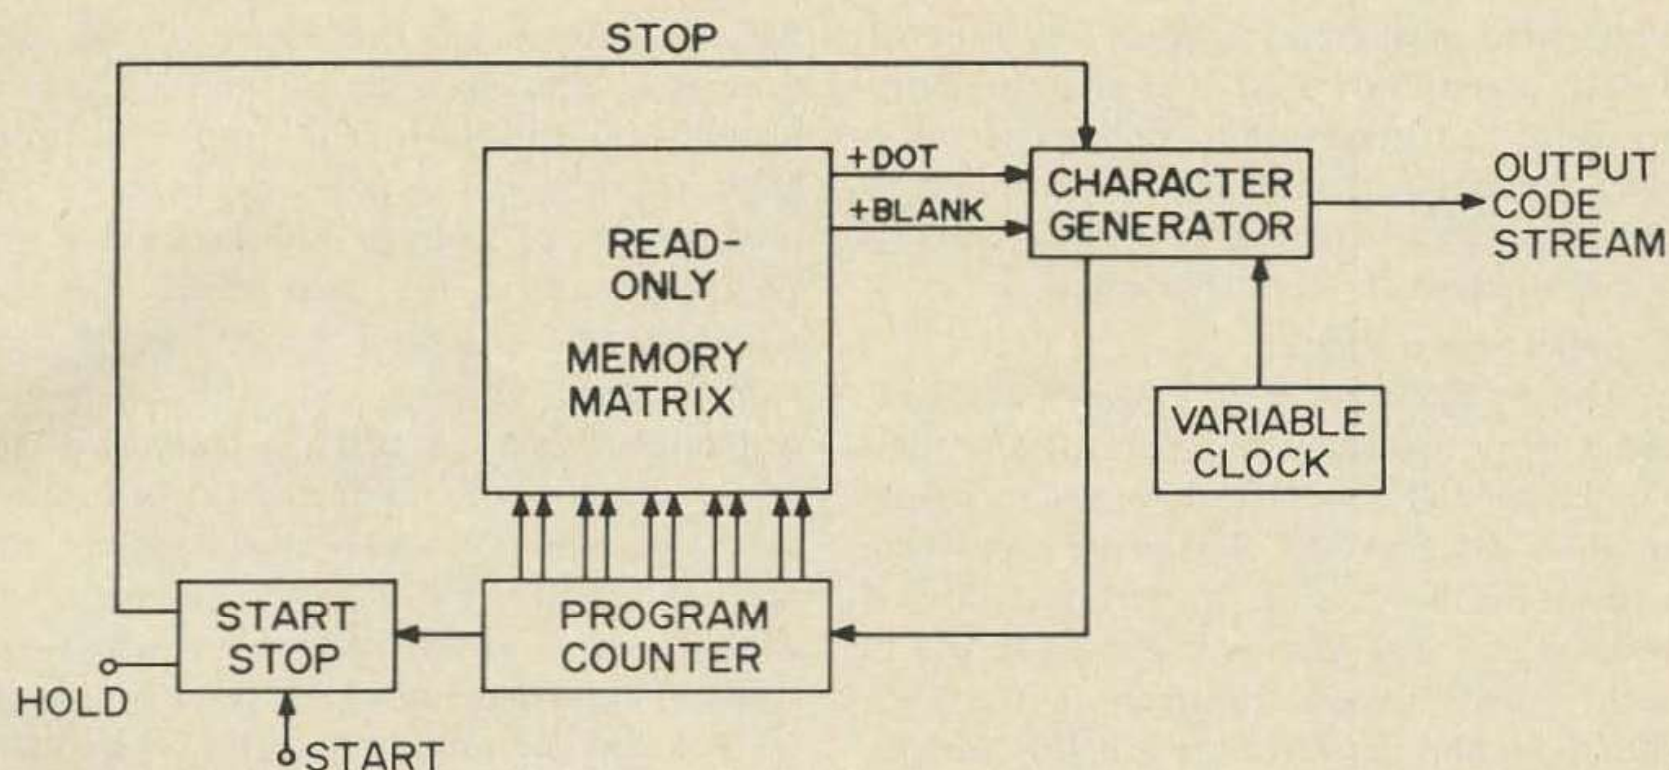 STOP
+DOT
+BLANK
READ-
ONLY
MEMORY
MATRIX
CHARACTER
GENERATOR
OUTPUT
CODE
STREAM
VARIABLE
CLOCK
START
STOP
PROGRAM
COUNTER
HOLD
START